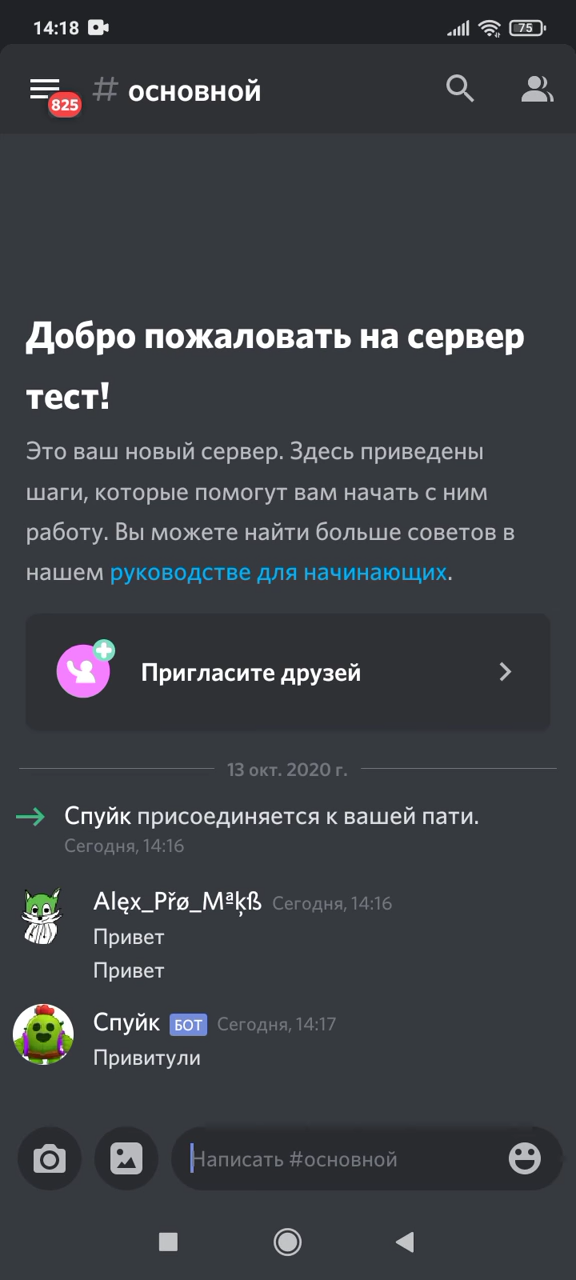 14:18
75
825
# основной
Добро пожаловать на сервер
тест!
Это ваш новый сервер. Здесь приведены
шаги, которые помогут вам начать с ним
работу. Вы можете найти больше советов в
нашем руководстве для начинающих.
Пригласите друзей
13 окт. 2020 г.
Спуйк присоединяется к вашей пати.
Сегодня, 14:16
Alęx_Přø_Mªķß Сегодня, 14:16
Привет
Привет
Спуйк БОТ Сегодня, 14:17
Привитули
Написать #основной